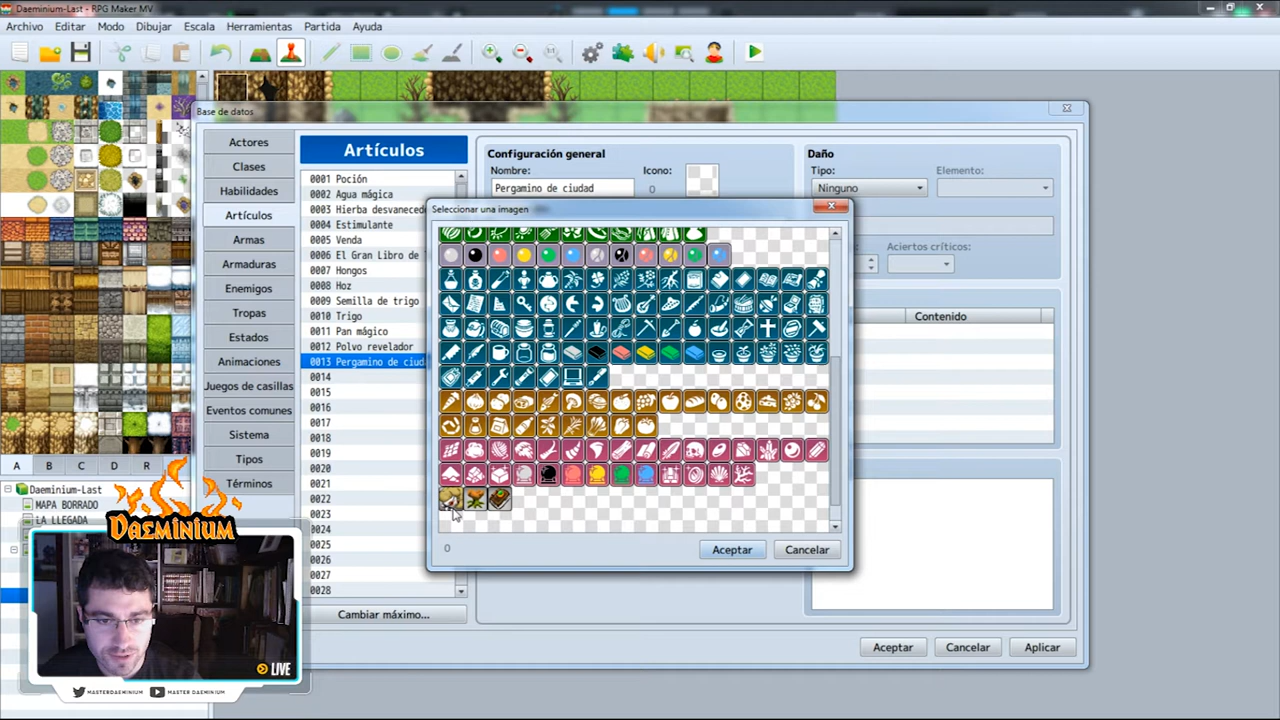 Daeminium-Last - RPG Maker MV
Archivo Editar Modo Dibujar Escala Herramientas Partida Ayuda
Base de datos
Actores
Clases
Habilidades
Artículos
Armas
Armaduras
Enemigos
Tropas
Estados
Animaciones
Juegos de casillas
Eventos comunes
Sistema
Tipos
Términos
Artículos
0001 Poción
0002 Agua mágica
0003 Hierba desvanecedo
0004 Estimulante
0005 Venda
0006 El Gran Libro de
0007 Hongos
0008 Hoz
0009 Semilla de trigo
0010 Trigo
0011 Pan mágico
0012 Polvo revelador
0013 Pergamino de ciuda
0014
0015
0016
0017
0018
0019
0020
0021
0022
0023
0024
0025
0026
0027
0028
Cambiar máximo...
Configuración general
Nombre: Icono:
Pergamino de ciudad 0
Daño
Tipo: Elemento:
Ninguno
Aciertos críticos:
Contenido
Seleccionar una imagen
0
Aceptar Cancelar
Aceptar Cancelar Aplicar
A B C D R
Daeminium-Last
MAPA BORRADO
LA LLEGADA
DAEMINIUM
LIVE
MASTERDAEMINIUM MASTER DAEMINIUM